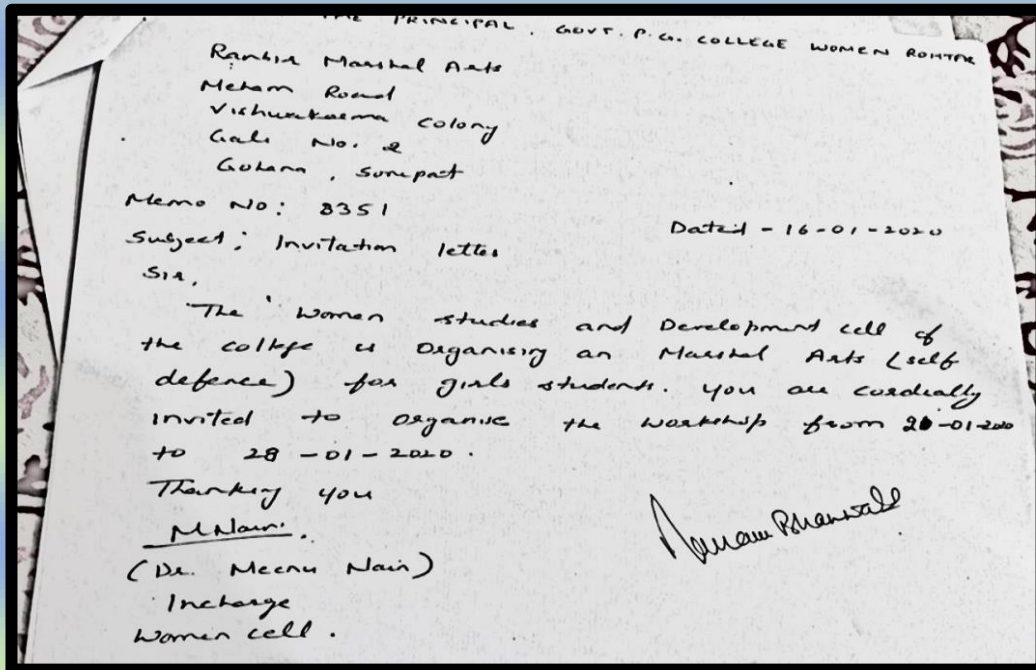 THE PRINCIPAL. GOVT. P.G. COLLEGE WOMEN ROHTAK
Ranbir Marshal Arts
Meham Road
Vishwakarma colony
Gali No. 2
Gohana, Sonepat
Memo No: 8351
Dated - 16-01-2020
Subject: Invitation letter
Sir,
The Women studies and Development cell of
the college is organising an Marshal Arts (self
defence) for girls students. you are cordially
invited to organise the workshop from -01-2020
to 28-01-2020.
Thanking you
MNain.
(Dr. Meenu Nain)
Incharge
Women cell.